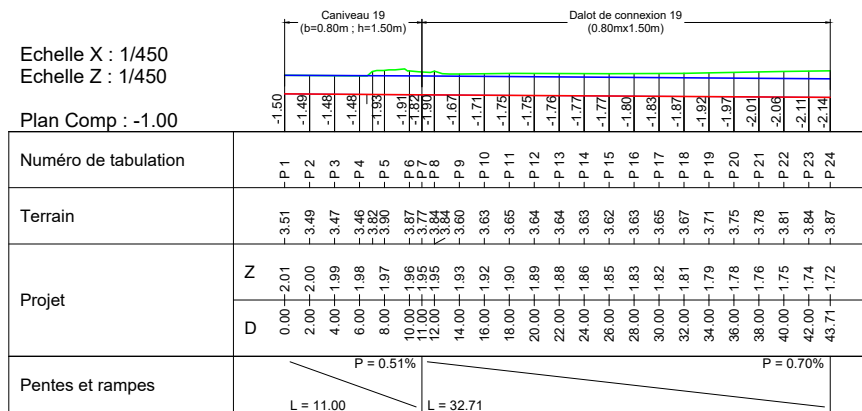 Caniveau 19
(b=0.80m ; h=1.50m)
Dalot de connexion 19
(0.80mx1.50m)
Echelle X : 1/450
Echelle Z : 1/450
Plan Comp : -1.00
-1.50 -1.49 -1.48 -1.48 -1.93 -1.91 -1.82 -1.90 -1.67 -1.71 -1.75 -1.75 -1.76 -1.77 -1.77 -1.80 -1.83 -1.87 -1.92 -1.97 -2.01 -2.06 -2.11 -2.14
Numéro de tabulation P 1 P 2 P 3 P 4 P 5 P 6 P 7 P 8 P 9 P 10 P 11 P 12 P 13 P 14 P 15 P 16 P 17 P 18 P 19 P 20 P 21 P 22 P 23 P 24
Terrain 3.51 3.49 3.47 3.46 3.82 3.90 3.87 3.77 3.84 3.84 3.60 3.63 3.65 3.64 3.64 3.63 3.62 3.63 3.65 3.67 3.71 3.75 3.78 3.81 3.84 3.87
Projet
Z 2.01 2.00 1.99 1.98 1.97 1.96 1.95 1.95 1.93 1.92 1.90 1.89 1.88 1.86 1.85 1.83 1.82 1.81 1.79 1.78 1.76 1.75 1.74 1.72
D 0.00 2.00 4.00 6.00 8.00 10.00 11.00 12.00 14.00 16.00 18.00 20.00 22.00 24.00 26.00 28.00 30.00 32.00 34.00 36.00 38.00 40.00 42.00 43.71
Pentes et rampes
P = 0.51% P = 0.70%
L = 11.00 L = 32.71